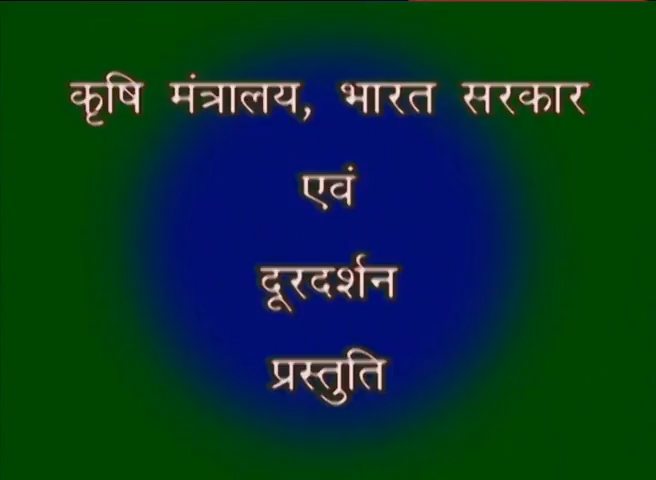 कृषि मंत्रालय, भारत सरकार
एवं
दूरदर्शन
प्रस्तुति